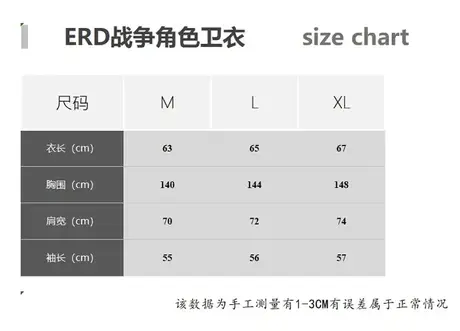 ERD战争角色卫衣 size chart
尺码 M L XL
衣长（cm） 63 65 67
胸围（cm） 140 144 148
肩宽（cm） 70 72 74
袖长（cm） 55 56 57
该数据为手工测量有1-3CM有误差属于正常情况